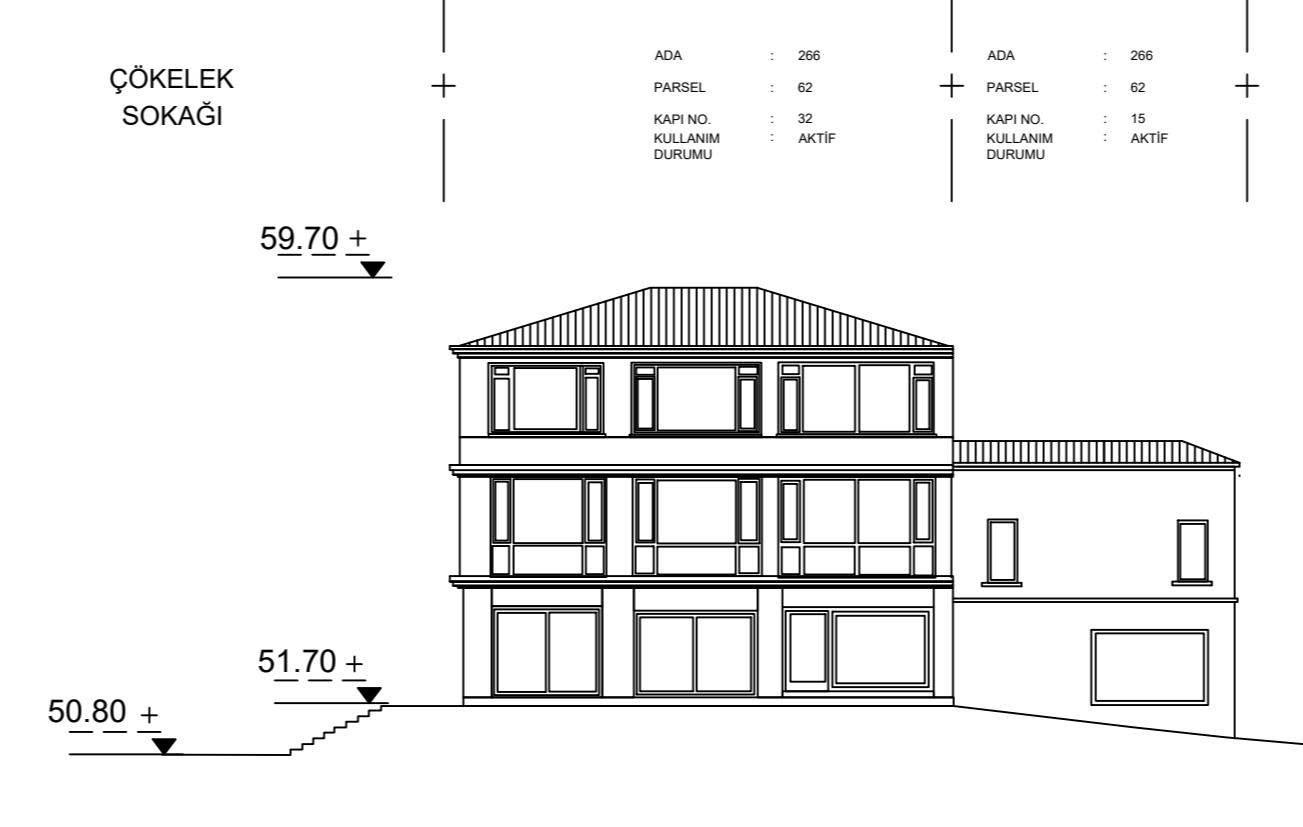 ÇÖKELEK
SOKAĞI
ADA : 266
PARSEL : 62
KAPI NO. : 32
KULLANIM : AKTİF
DURUMU
ADA : 266
PARSEL : 62
KAPI NO. : 15
KULLANIM : AKTİF
DURUMU
59.70 +
51.70 +
50.80 +